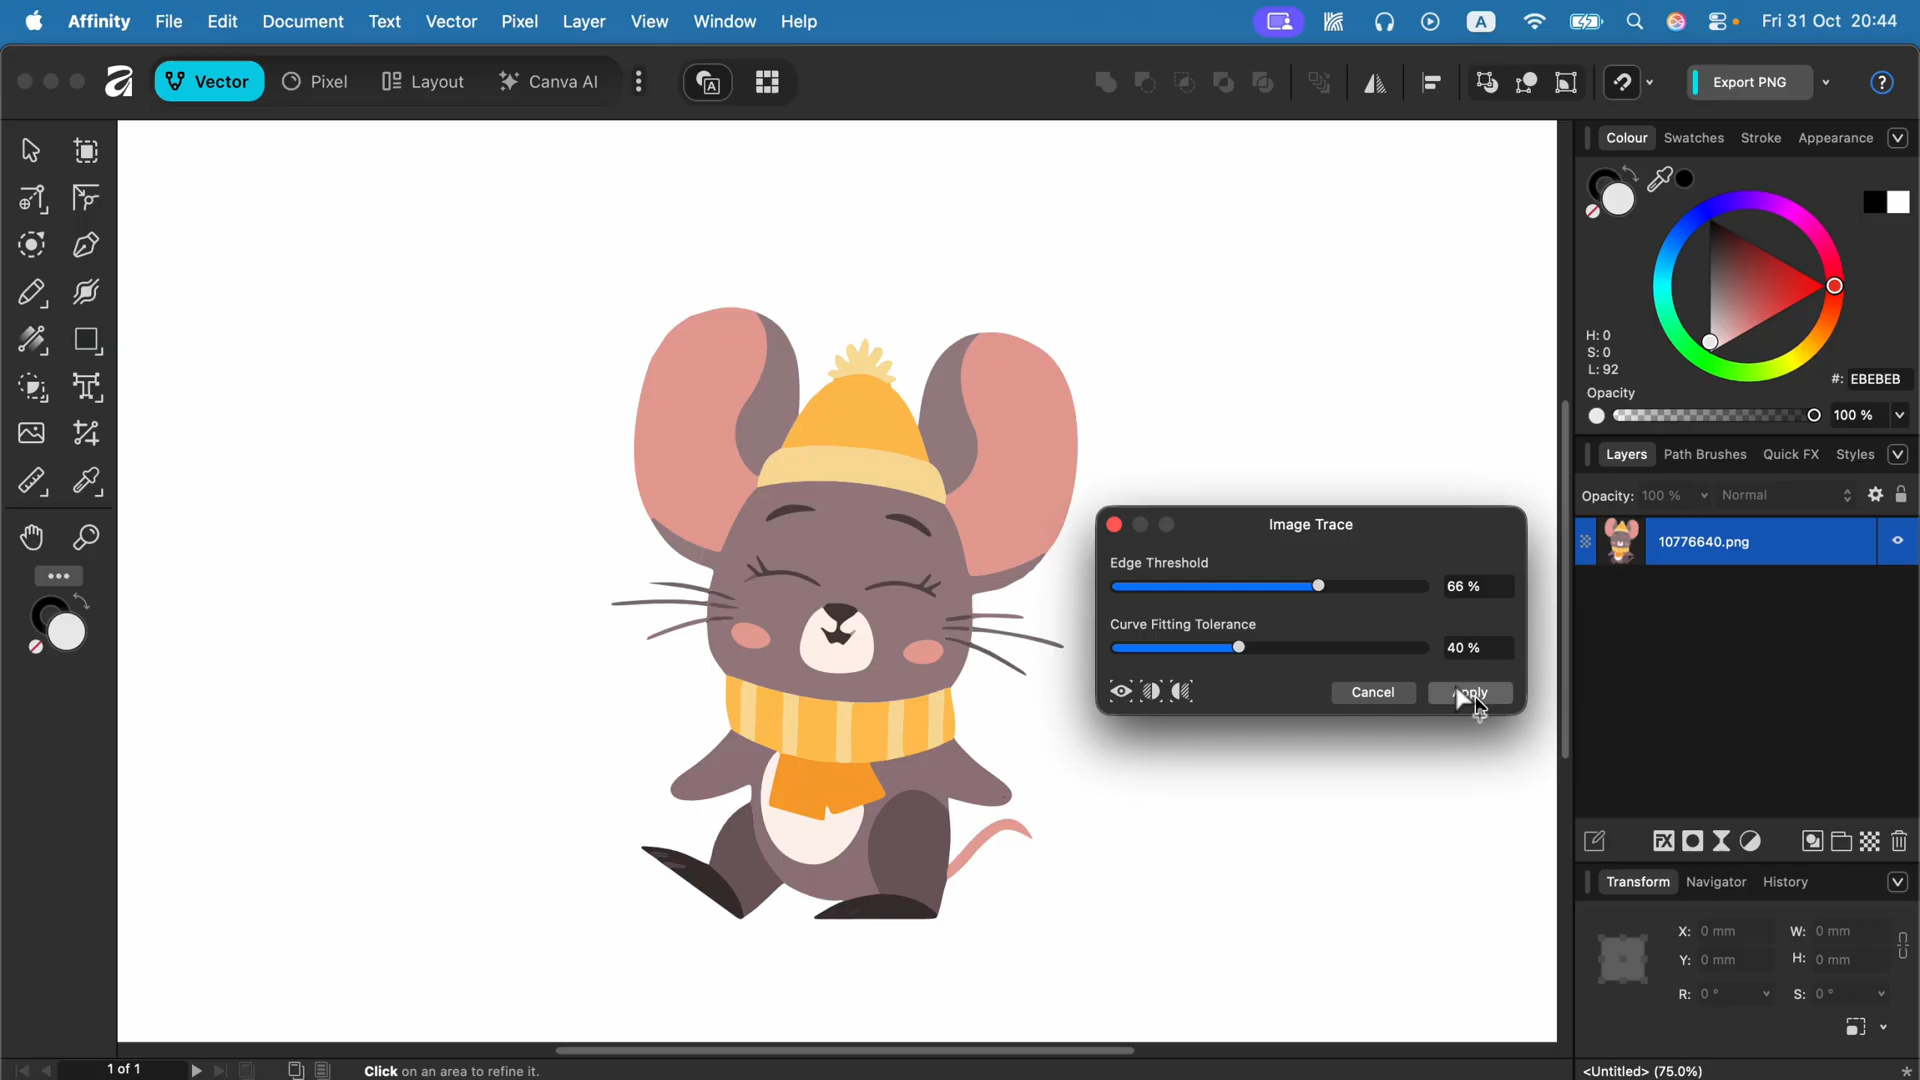 Affinity File Edit Document Text Vector Pixel Layer View Window Help A Fri 31 Oct 20:44
Vector Pixel Layout Canva AI A Export PNG ?
Colour Swatches Stroke Appearance
H: 0
S: 0
L: 92
#: EBEBEB
Opacity
100 %
Layers Path Brushes Quick FX Styles
Opacity: 100 % Normal
10776640.png
Image Trace
Edge Threshold
66 %
Curve Fitting Tolerance
40 %
Cancel
FX
Transform Navigator History
X: 0 mm W: 0 mm
Y: 0 mm H: 0 mm
R: 0 ° S: 0 °
1 of 1 Click on an area to refine it. <Untitled> (75.0%) *